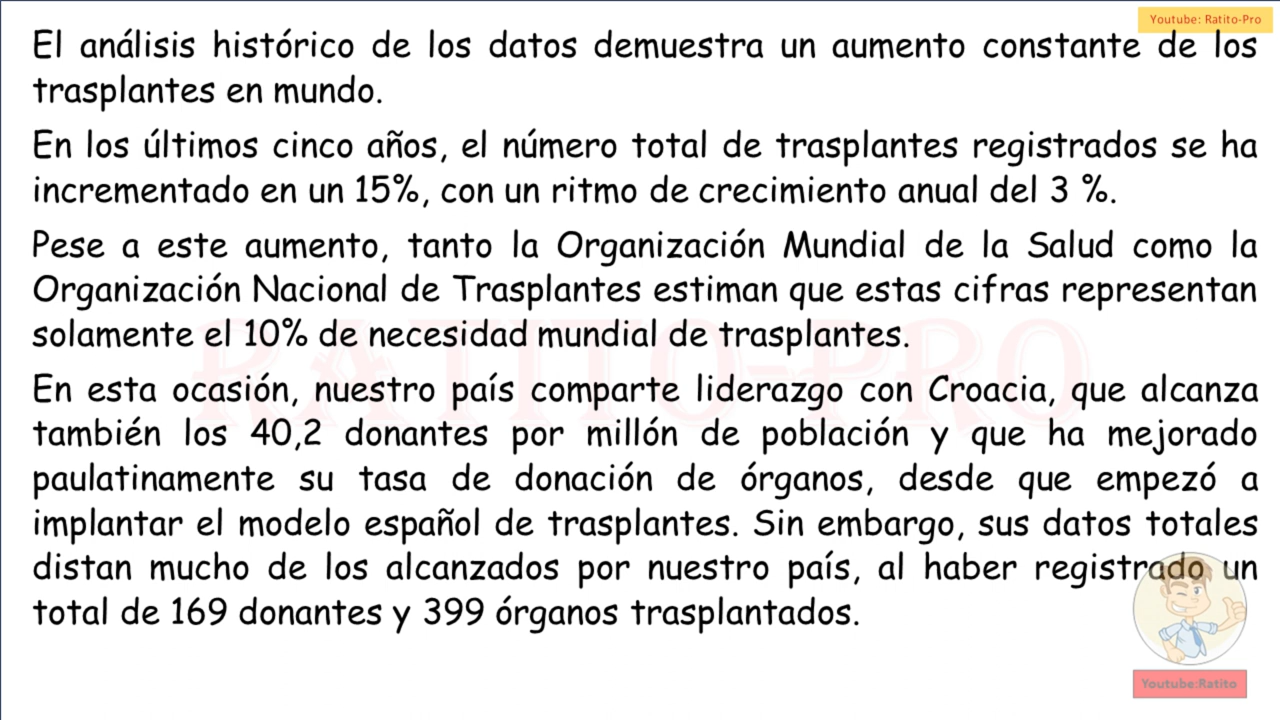 Youtube: Ratito-Pro
El análisis histórico de los datos demuestra un aumento constante de los
trasplantes en mundo.
En los últimos cinco años, el número total de trasplantes registrados se ha
incrementado en un 15%, con un ritmo de crecimiento anual del 3 %.
Pese a este aumento, tanto la Organización Mundial de la Salud como la
Organización Nacional de Trasplantes estiman que estas cifras representan
solamente el 10% de necesidad mundial de trasplantes.
RATITO-PRO
En esta ocasión, nuestro país comparte liderazgo con Croacia, que alcanza
también los 40,2 donantes por millón de población y que ha mejorado
paulatinamente su tasa de donación de órganos, desde que empezó a
implantar el modelo español de trasplantes. Sin embargo, sus datos totales
distan mucho de los alcanzados por nuestro país, al haber registrado un
total de 169 donantes y 399 órganos trasplantados.
Youtube:Ratito